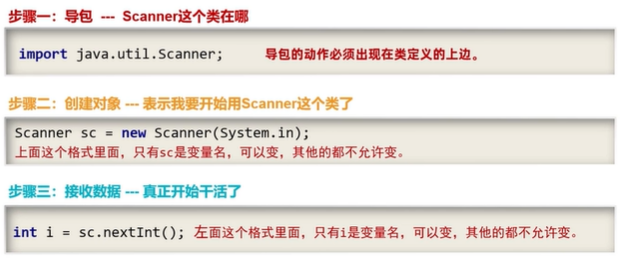 步骤一：导包 --- Scanner这个类在哪
import java.util.Scanner; 导包的动作必须出现在类定义的上边。
步骤二：创建对象 --- 表示我要开始用Scanner这个类了
Scanner sc = new Scanner(System.in);
上面这个格式里面，只有sc是变量名，可以变，其他的都不允许变。
步骤三：接收数据 --- 真正开始干活了
int i = sc.nextInt(); 左面这个格式里面，只有i是变量名，可以变，其他的都不允许变。